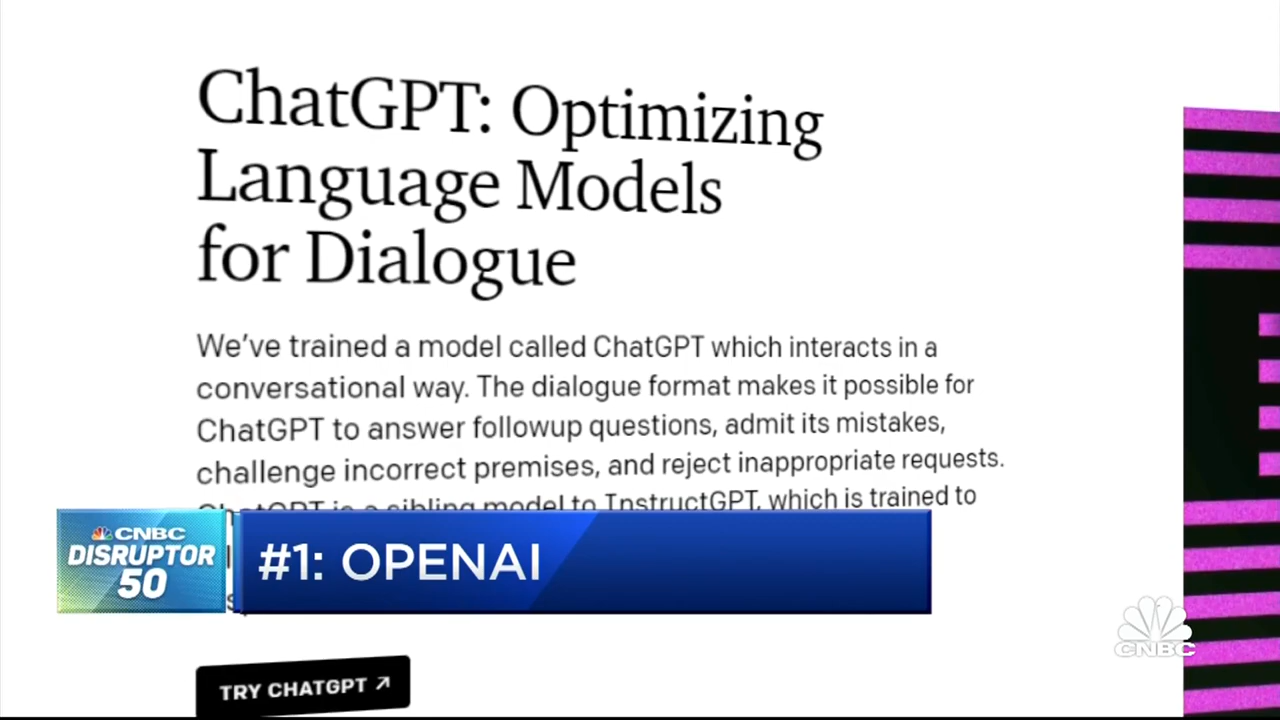 ChatGPT: Optimizing
Language Models
for Dialogue
We've trained a model called ChatGPT which interacts in a
conversational way. The dialogue format makes it possible for
ChatGPT to answer followup questions, admit its mistakes,
challenge incorrect premises, and reject inappropriate requests.
ChatGPT is a sibling model to InstructGPT, which is trained to
CNBC
DISRUPTOR
50
#1: OPENAI
CNBC
TRY CHATGPT ↗